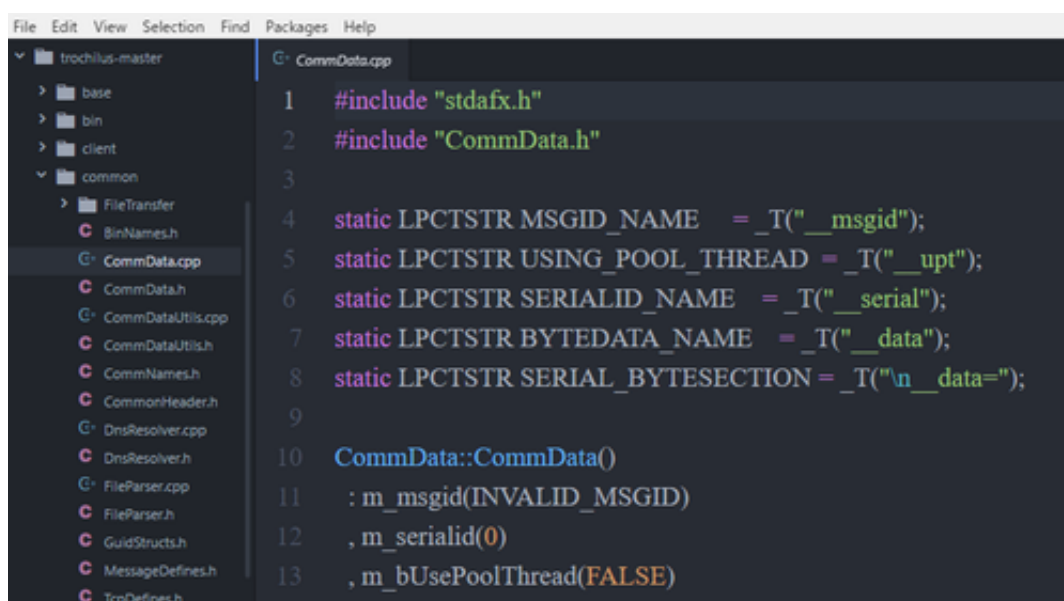 File Edit View Selection Find Packages Help
trochilus-master
base
bin
client
common
FileTransfer
BinNames.h
CommData.cpp
CommData.h
CommDataUtils.cpp
CommDataUtils.h
CommNames.h
CommonHeader.h
DnsResolver.cpp
DnsResolver.h
FileParser.cpp
FileParser.h
GuidStructs.h
MessageDefines.h
TcpDefines.h
CommData.cpp
1 #include "stdafx.h"
2 #include "CommData.h"
3
4 static LPCTSTR MSGID_NAME = _T("__msgid");
5 static LPCTSTR USING_POOL_THREAD = _T("__upt");
6 static LPCTSTR SERIALID_NAME = _T("__serial");
7 static LPCTSTR BYTEDATA_NAME = _T("__data");
8 static LPCTSTR SERIAL_BYTESECTION = _T("\n__data=");
9
10 CommData::CommData()
11 : m_msgid(INVALID_MSGID)
12 , m_serialid(0)
13 , m_bUsePoolThread(FALSE)